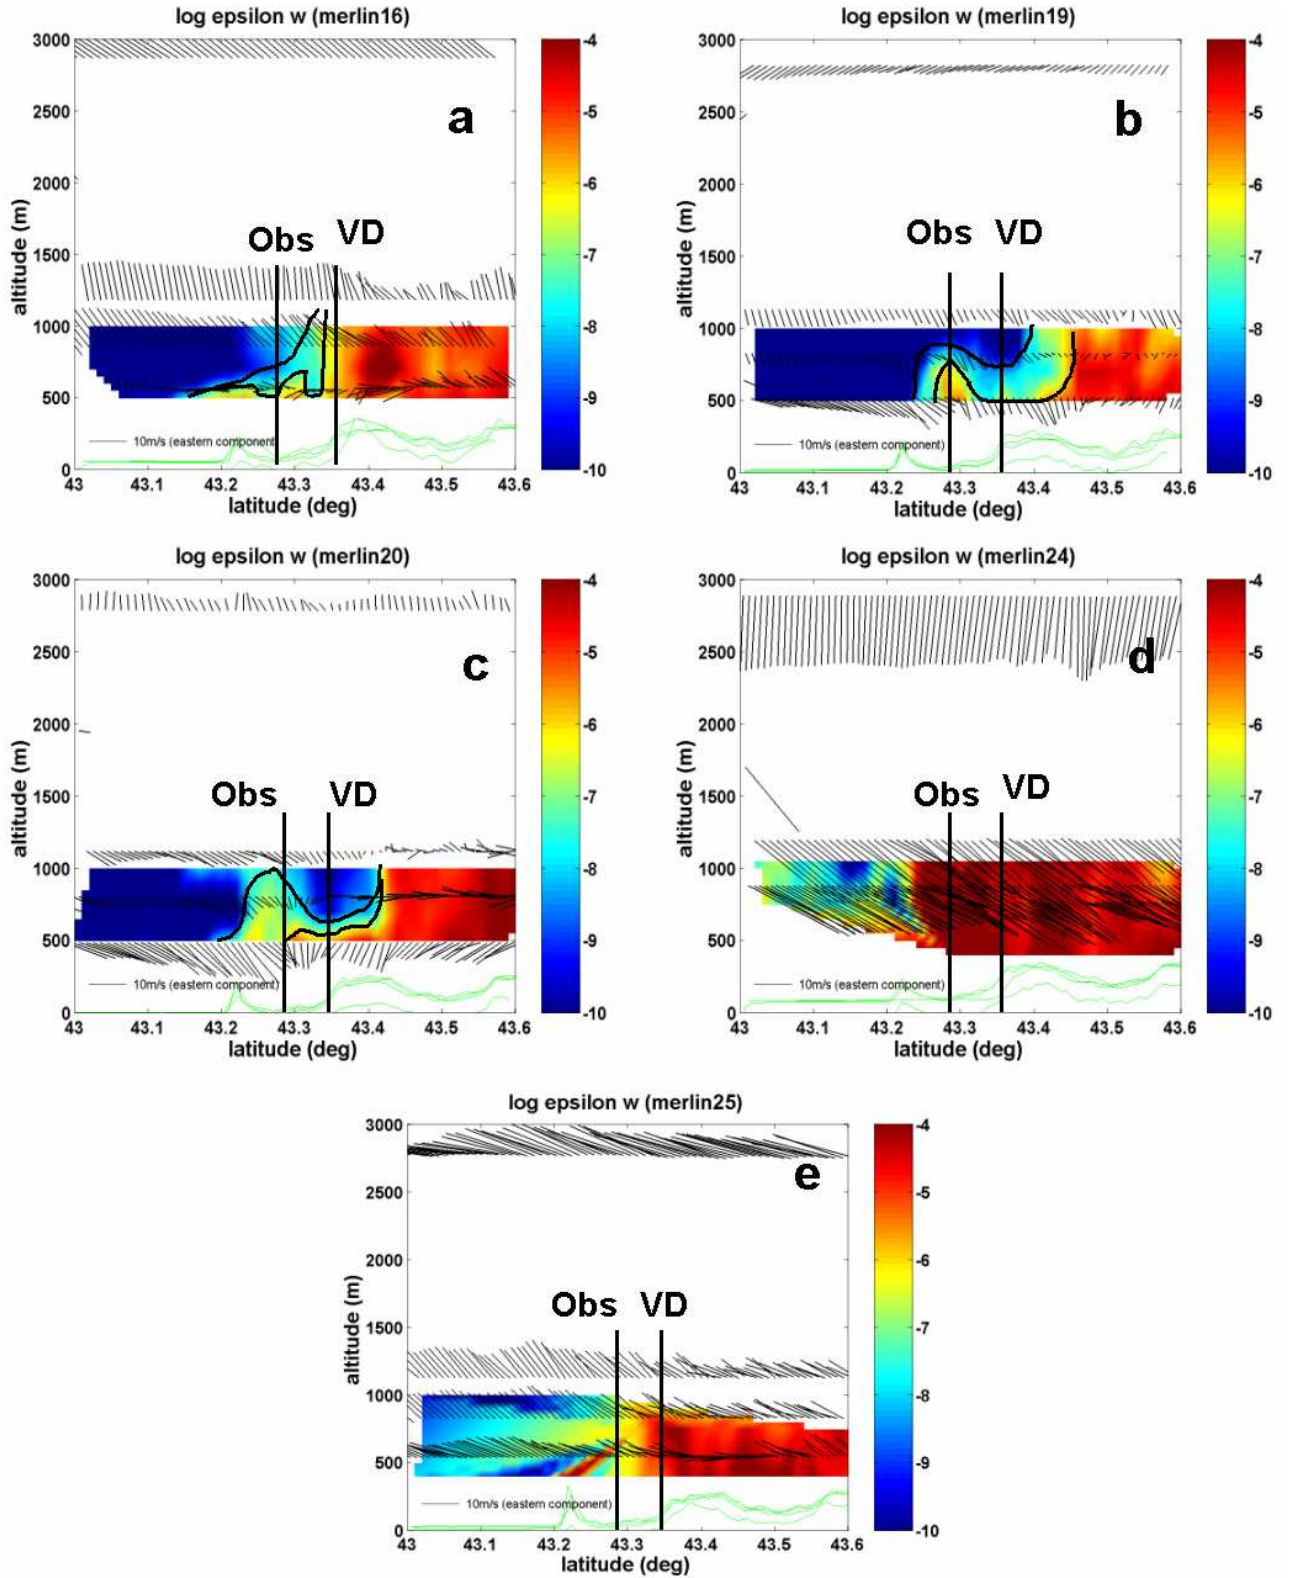 log epsilon w (merlin16)
a
Obs
VD
10m/s (eastern component)
altitude (m)
3000
2500
2000
1500
1000
500
0
43 43.1 43.2 43.3 43.4 43.5 43.6
latitude (deg)
-4
-5
-6
-7
-8
-9
-10
log epsilon w (merlin19)
b
Obs
VD
10m/s (eastern component)
altitude (m)
3000
2500
2000
1500
1000
500
0
43 43.1 43.2 43.3 43.4 43.5 43.6
latitude (deg)
-4
-5
-6
-7
-8
-9
-10
log epsilon w (merlin20)
c
Obs
VD
10m/s (eastern component)
altitude (m)
3000
2500
2000
1500
1000
500
0
43 43.1 43.2 43.3 43.4 43.5 43.6
latitude (deg)
-4
-5
-6
-7
-8
-9
-10
log epsilon w (merlin24)
d
Obs
VD
10m/s (eastern component)
altitude (m)
3000
2500
2000
1500
1000
500
0
43 43.1 43.2 43.3 43.4 43.5 43.6
latitude (deg)
-4
-5
-6
-7
-8
-9
-10
log epsilon w (merlin25)
e
Obs
VD
10m/s (eastern component)
altitude (m)
3000
2500
2000
1500
1000
500
0
43 43.1 43.2 43.3 43.4 43.5 43.6
latitude (deg)
-4
-5
-6
-7
-8
-9
-10